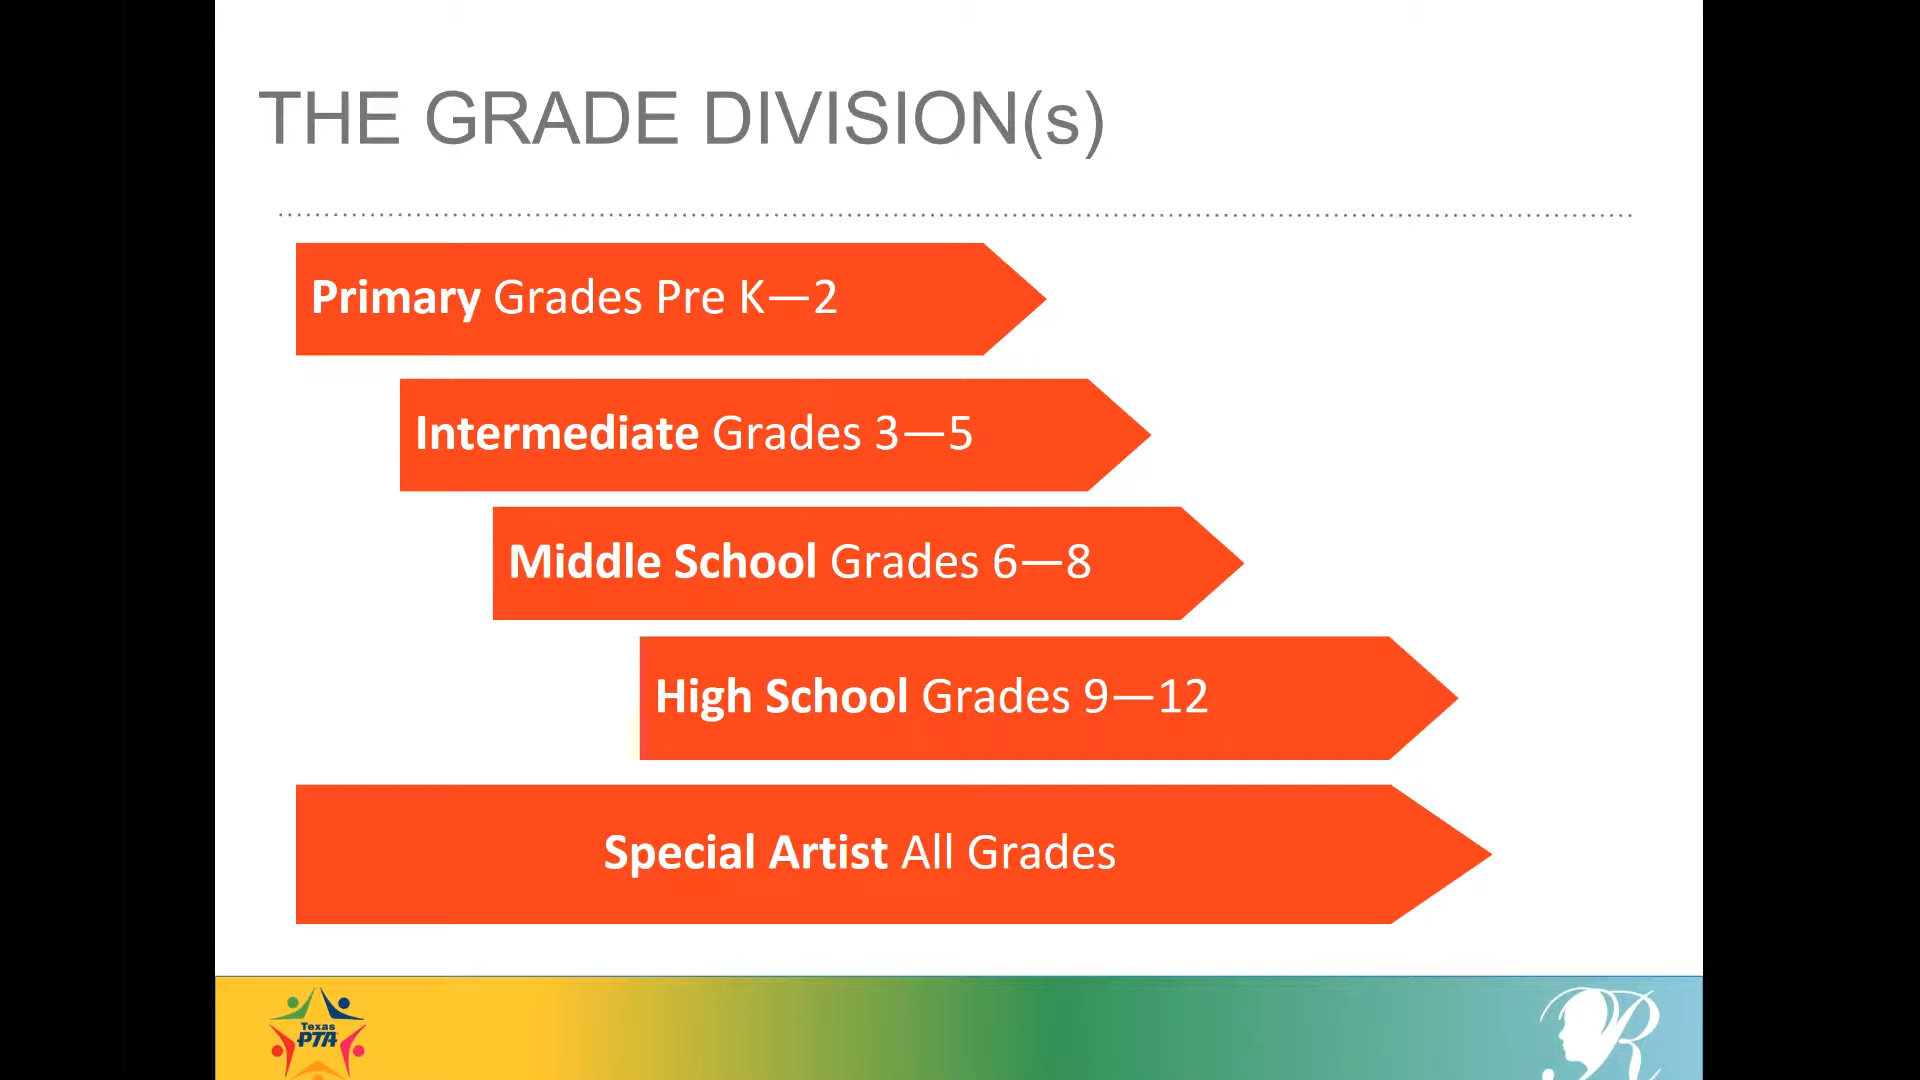 THE GRADE DIVISION(s)
Primary Grades Pre K—2
Intermediate Grades 3—5
Middle School Grades 6—8
High School Grades 9—12
Special Artist All Grades
Texas
PTA
R